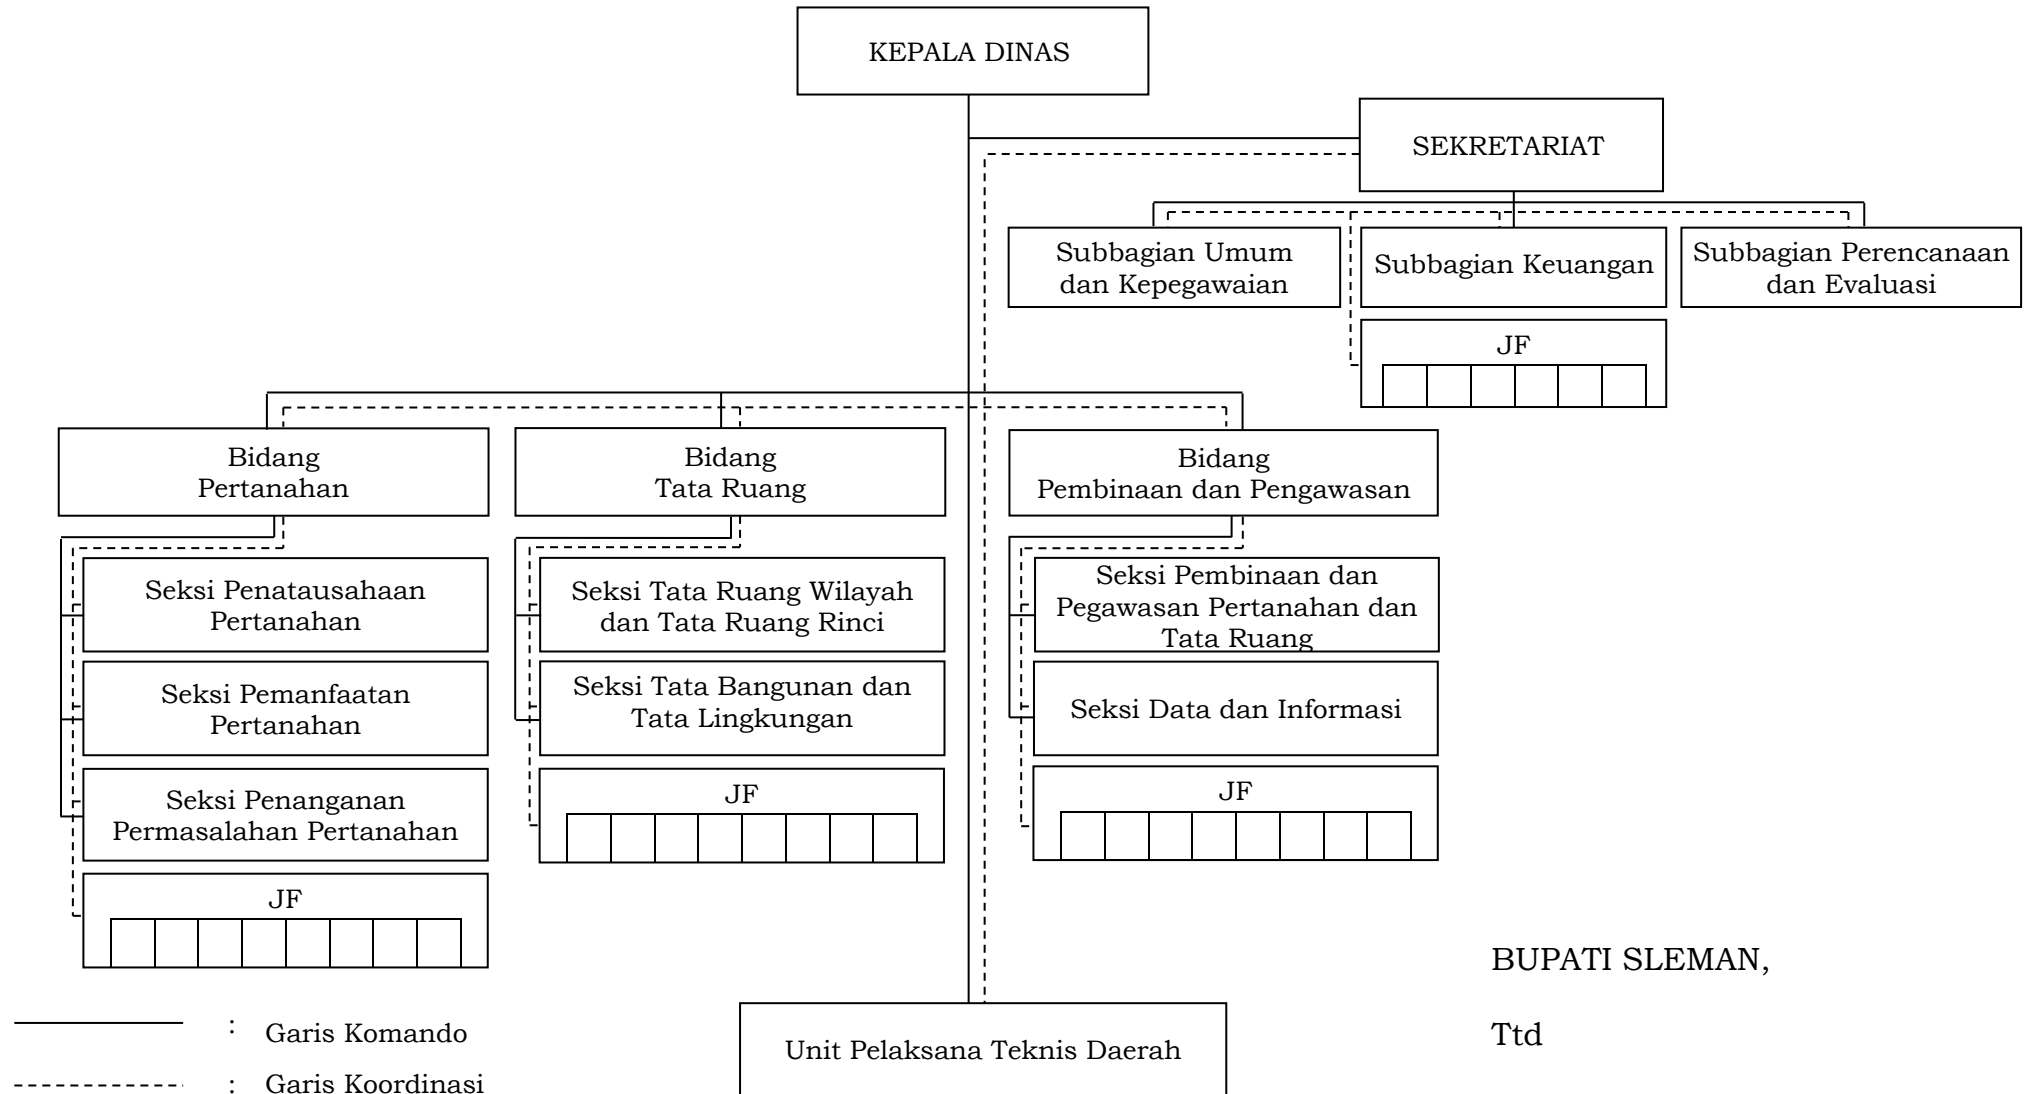 KEPALA DINAS
SEKRETARIAT
Subbagian Umum
dan Kepegawaian
Subbagian Keuangan
Subbagian Perencanaan
dan Evaluasi
JF
Bidang
Pertanahan
Bidang
Tata Ruang
Bidang
Pembinaan dan Pengawasan
Seksi Penatausahaan
Pertanahan
Seksi Pemanfaatan
Pertanahan
Seksi Penanganan
Permasalahan Pertanahan
JF
Seksi Tata Ruang Wilayah
dan Tata Ruang Rinci
Seksi Tata Bangunan dan
Tata Lingkungan
JF
Seksi Pembinaan dan
Pegawasan Pertanahan dan
Tata Ruang
Seksi Data dan Informasi
JF
Unit Pelaksana Teknis Daerah
: Garis Komando
: Garis Koordinasi
BUPATI SLEMAN,
Ttd